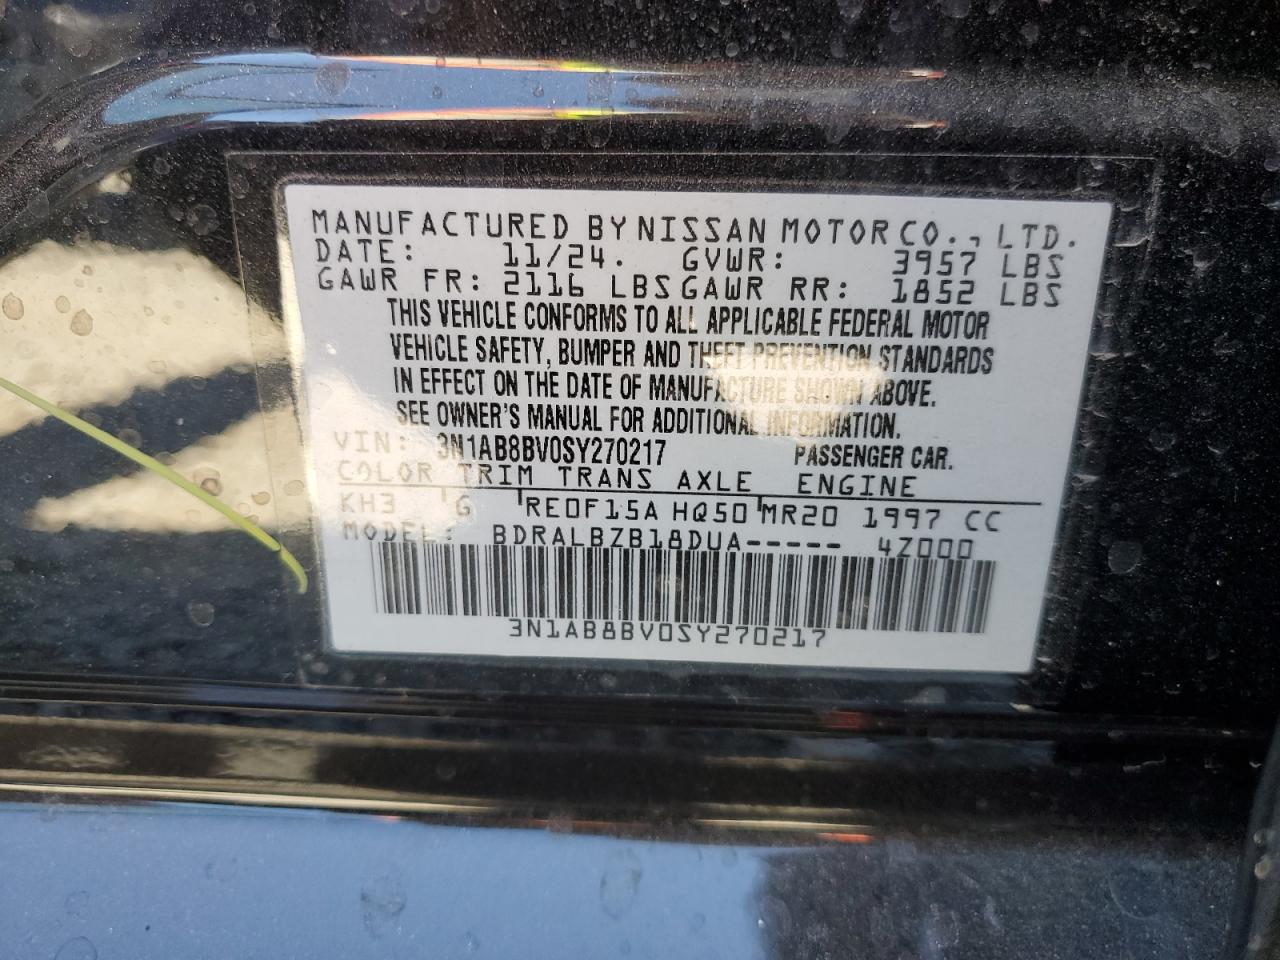 MANUFACTURED BY NISSAN MOTOR CO., LTD.
DATE: 11/24. GVWR: 3957 LBS
GAWR FR: 2116 LBS GAWR RR: 1852 LBS
THIS VEHICLE CONFORMS TO ALL APPLICABLE FEDERAL MOTOR
VEHICLE SAFETY, BUMPER AND THEFT PREVENTION STANDARDS
IN EFFECT ON THE DATE OF MANUFACTURE SHOWN ABOVE.
SEE OWNER'S MANUAL FOR ADDITIONAL INFORMATION.
VIN: 3N1AB8BV0SY270217 PASSENGER CAR.
COLOR TRIM TRANS AXLE ENGINE
KH3 G RE0F15A HQ50 MR20 1997 CC
MODEL: BDRALBZB18DUA----- 4Z000
3N1AB8BV0SY270217